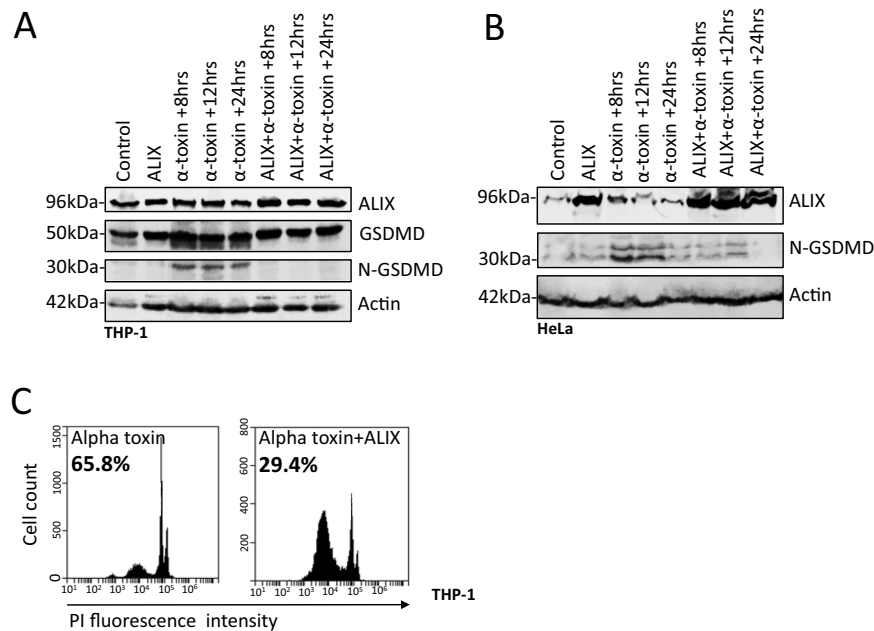 A
Control
ALIX
α-toxin +8hrs
α-toxin +12hrs
α-toxin +24hrs
ALIX+α-toxin +8hrs
ALIX+α-toxin +12hrs
ALIX+α-toxin +24hrs
96kDa-
ALIX
50kDa-
GSDMD
30kDa-
N-GSDMD
42kDa-
Actin
THP-1
B
Control
ALIX
α-toxin +8hrs
α-toxin +12hrs
α-toxin +24hrs
ALIX+α-toxin +8hrs
ALIX+α-toxin +12hrs
ALIX+α-toxin +24hrs
96kDa-
ALIX
30kDa-
N-GSDMD
42kDa-
Actin
HeLa
C
Cell count
1500
1000
500
0
Alpha toxin
65.8%
10¹ 10² 10³ 10⁴ 10⁵ 10⁶
800
600
400
200
Alpha toxin+ALIX
29.4%
10¹ 10² 10³ 10⁴ 10⁵ 10⁶
THP-1
PI fluorescence intensity